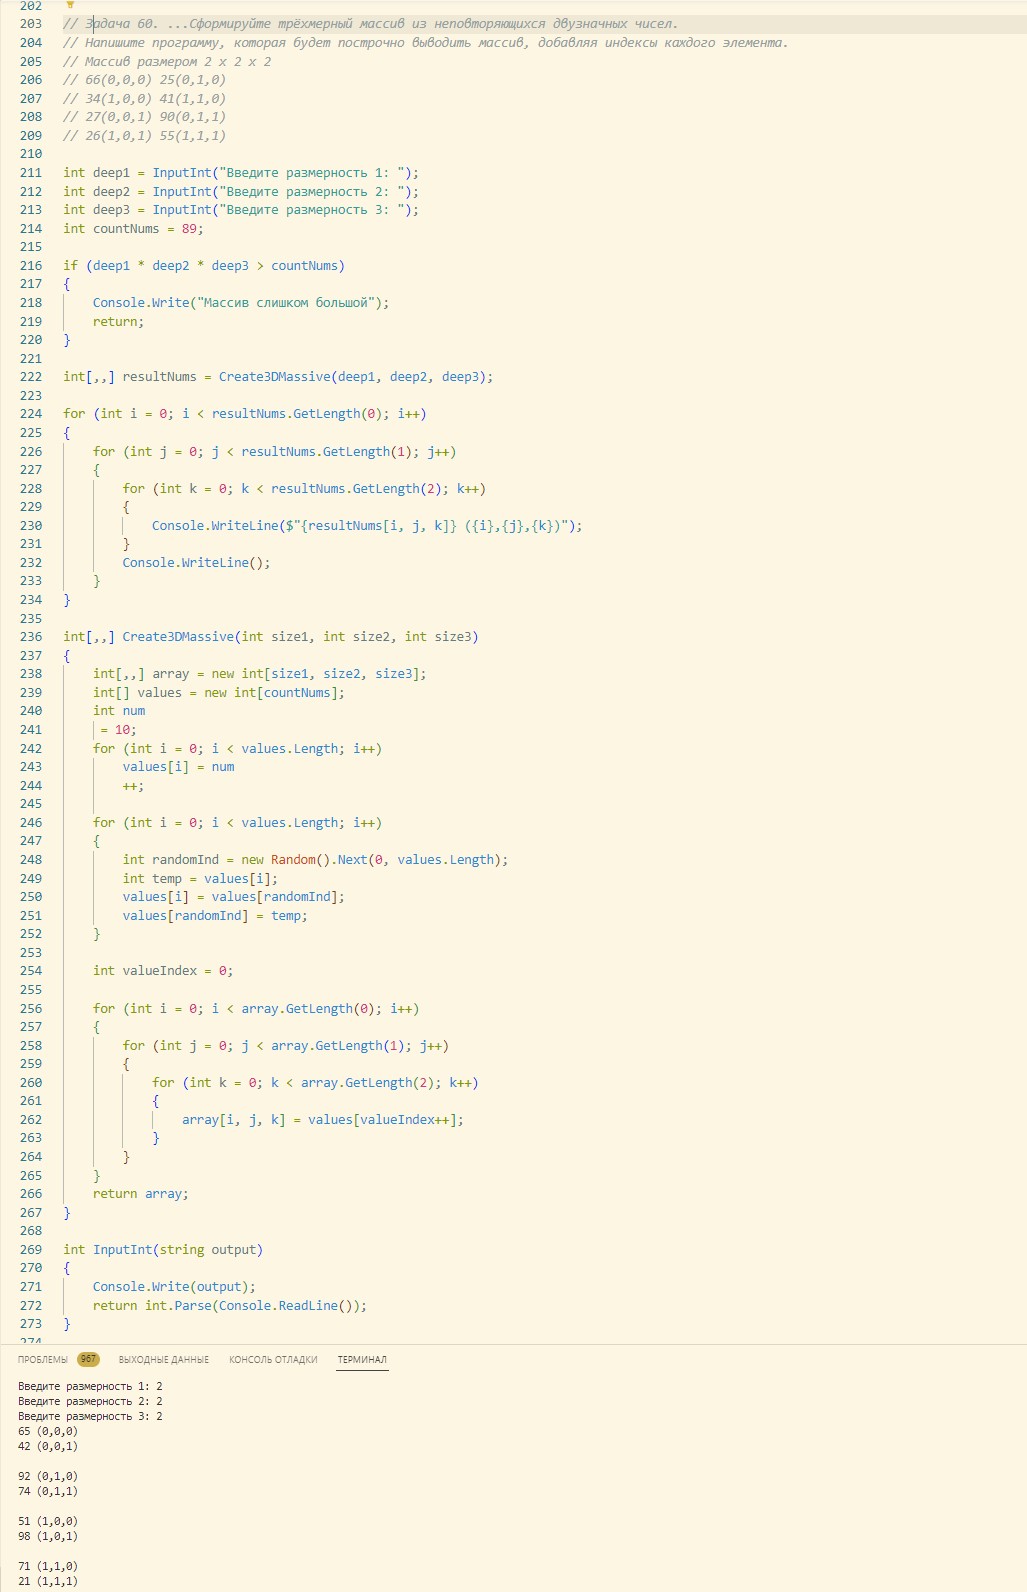 202
203 // Задача 60. ...Сформируйте трёхмерный массив из неповторяющихся двузначных чисел.
204 // Напишите программу, которая будет построчно выводить массив, добавляя индексы каждого элемента.
205 // Массив размером 2 x 2 x 2
206 // 66(0,0,0) 25(0,1,0)
207 // 34(1,0,0) 41(1,1,0)
208 // 27(0,0,1) 90(0,1,1)
209 // 26(1,0,1) 55(1,1,1)
210
211 int deep1 = InputInt("Введите размерность 1: ");
212 int deep2 = InputInt("Введите размерность 2: ");
213 int deep3 = InputInt("Введите размерность 3: ");
214 int countNums = 89;
215
216 if (deep1 * deep2 * deep3 > countNums)
217 {
218     Console.Write("Массив слишком большой");
219     return;
220 }
221
222 int[,,] resultNums = Create3DMassive(deep1, deep2, deep3);
223
224 for (int i = 0; i < resultNums.GetLength(0); i++)
225 {
226     for (int j = 0; j < resultNums.GetLength(1); j++)
227     {
228         for (int k = 0; k < resultNums.GetLength(2); k++)
229         {
230             Console.WriteLine($"{resultNums[i, j, k]} ({i},{j},{k})");
231         }
232         Console.WriteLine();
233     }
234 }
235
236 int[,,] Create3DMassive(int size1, int size2, int size3)
237 {
238     int[,,] array = new int[size1, size2, size3];
239     int[] values = new int[countNums];
240     int num
241      = 10;
242     for (int i = 0; i < values.Length; i++)
243         values[i] = num
244         ++;
245
246     for (int i = 0; i < values.Length; i++)
247     {
248         int randomInd = new Random().Next(0, values.Length);
249         int temp = values[i];
250         values[i] = values[randomInd];
251         values[randomInd] = temp;
252     }
253
254     int valueIndex = 0;
255
256     for (int i = 0; i < array.GetLength(0); i++)
257     {
258         for (int j = 0; j < array.GetLength(1); j++)
259         {
260             for (int k = 0; k < array.GetLength(2); k++)
261             {
262                 array[i, j, k] = values[valueIndex++];
263             }
264         }
265     }
266     return array;
267 }
268
269 int InputInt(string output)
270 {
271     Console.Write(output);
272     return int.Parse(Console.ReadLine());
273 }
274
ПРОБЛЕМЫ 967 ВЫХОДНЫЕ ДАННЫЕ КОНСОЛЬ ОТЛАДКИ ТЕРМИНАЛ
Введите размерность 1: 2
Введите размерность 2: 2
Введите размерность 3: 2
65 (0,0,0)
42 (0,0,1)
92 (0,1,0)
74 (0,1,1)
51 (1,0,0)
98 (1,0,1)
71 (1,1,0)
21 (1,1,1)